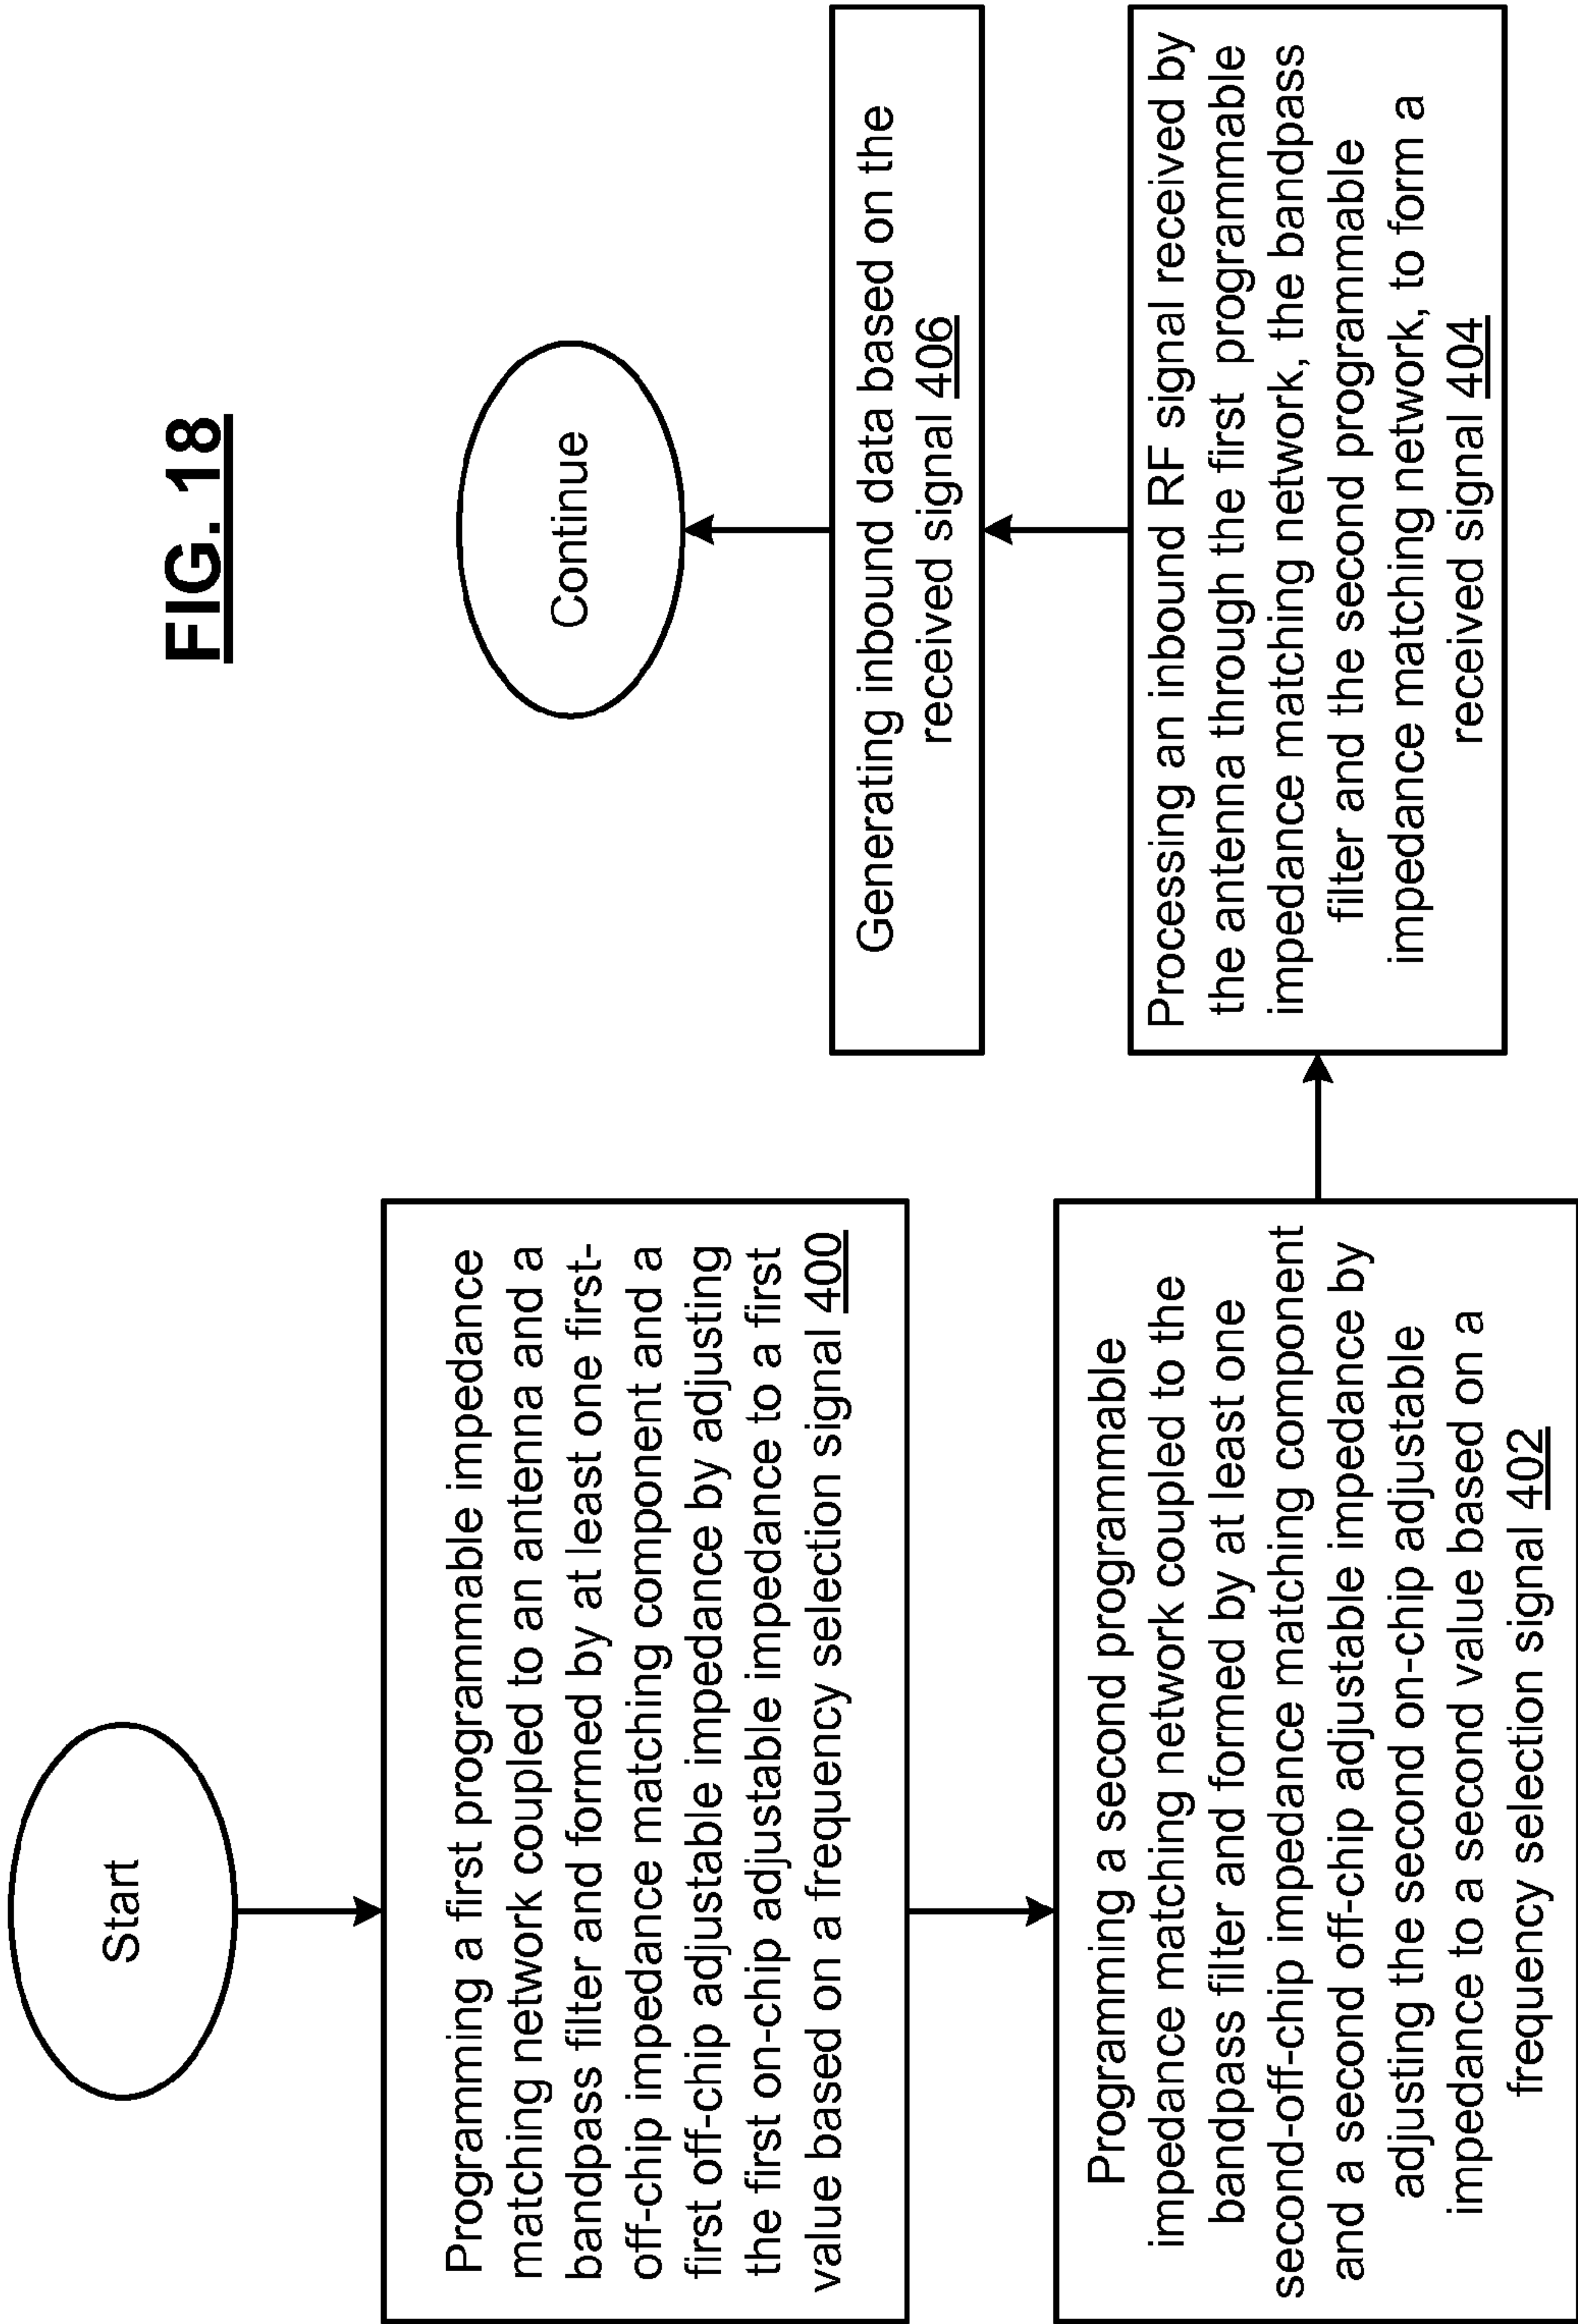 FIG. 18
Start
Programming a first programmable impedance
matching network coupled to an antenna and a
bandpass filter and formed by at least one first-
off-chip impedance matching component and a
first off-chip adjustable impedance by adjusting
the first on-chip adjustable impedance to a first
value based on a frequency selection signal 400
Programming a second programmable
impedance matching network coupled to the
bandpass filter and formed by at least one
second-off-chip impedance matching component
and a second off-chip adjustable impedance by
adjusting the second on-chip adjustable
impedance to a second value based on a
frequency selection signal 402
Processing an inbound RF signal received by
the antenna through the first programmable
impedance matching network, the bandpass
filter and the second programmable
impedance matching network, to form a
received signal 404
Generating inbound data based on the
received signal 406
Continue